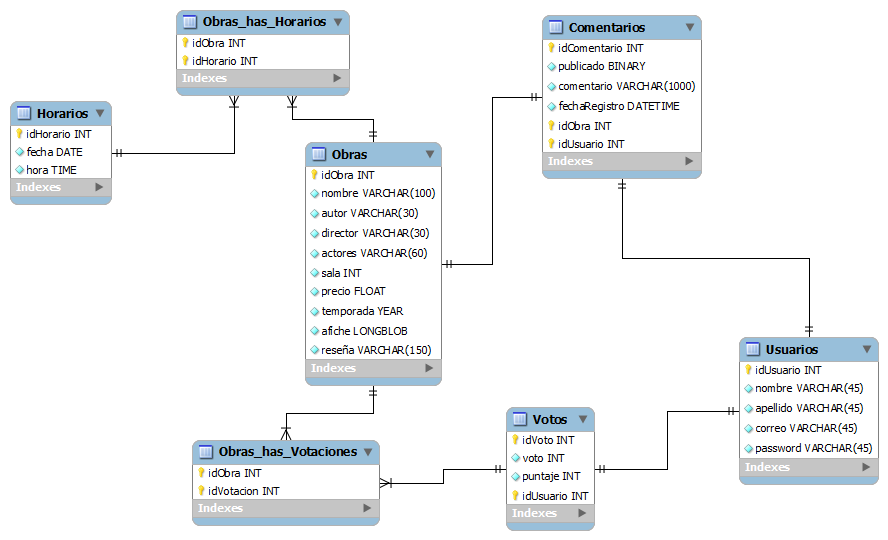 Obras_has_Horarios
idObra INT
idHorario INT
Indexes
Comentarios
idComentario INT
publicado BINARY
comentario VARCHAR(1000)
fechaRegistro DATETIME
idObra INT
idUsuario INT
Indexes
Horarios
idHorario INT
fecha DATE
hora TIME
Indexes
Obras
idObra INT
nombre VARCHAR(100)
autor VARCHAR(30)
director VARCHAR(30)
actores VARCHAR(60)
sala INT
precio FLOAT
temporada YEAR
afiche LONGBLOB
reseña VARCHAR(150)
Indexes
Usuarios
idUsuario INT
nombre VARCHAR(45)
apellido VARCHAR(45)
correo VARCHAR(45)
password VARCHAR(45)
Indexes
Votos
idVoto INT
voto INT
puntaje INT
idUsuario INT
Indexes
Obras_has_Votaciones
idObra INT
idVotacion INT
Indexes